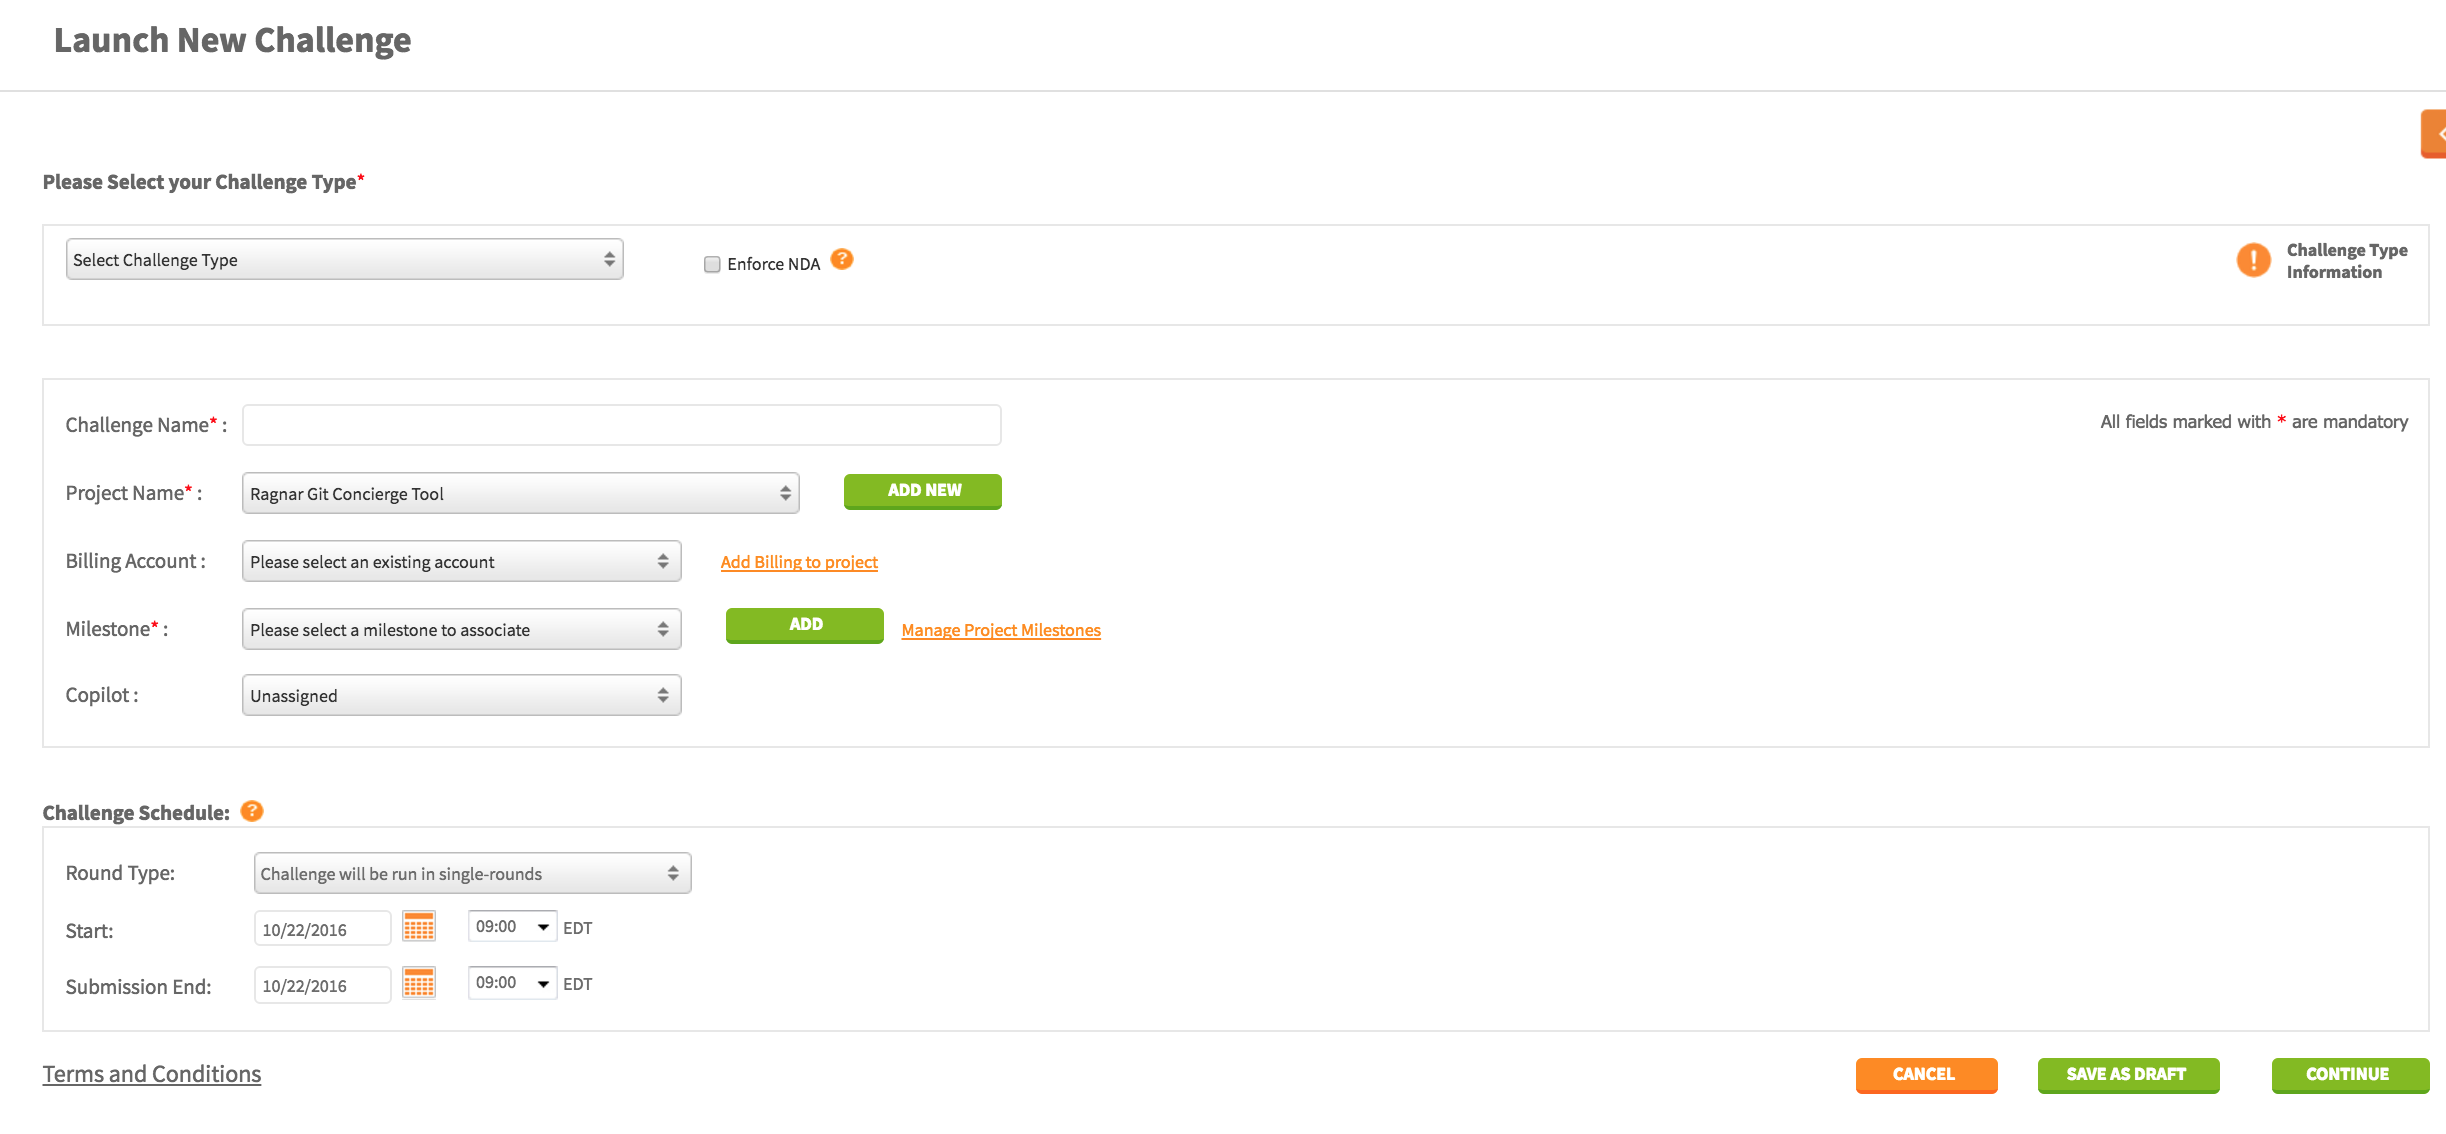 Launch New Challenge
Please Select your Challenge Type*
Select Challenge Type
Enforce NDA ?
! Challenge Type
Information
Challenge Name* :
All fields marked with * are mandatory
Project Name* : Ragnar Git Concierge Tool ADD NEW
Billing Account : Please select an existing account Add Billing to project
Milestone* : Please select a milestone to associate ADD Manage Project Milestones
Copilot : Unassigned
Challenge Schedule: ?
Round Type: Challenge will be run in single-rounds
Start: 10/22/2016 09:00 EDT
Submission End: 10/22/2016 09:00 EDT
Terms and Conditions CANCEL SAVE AS DRAFT CONTINUE